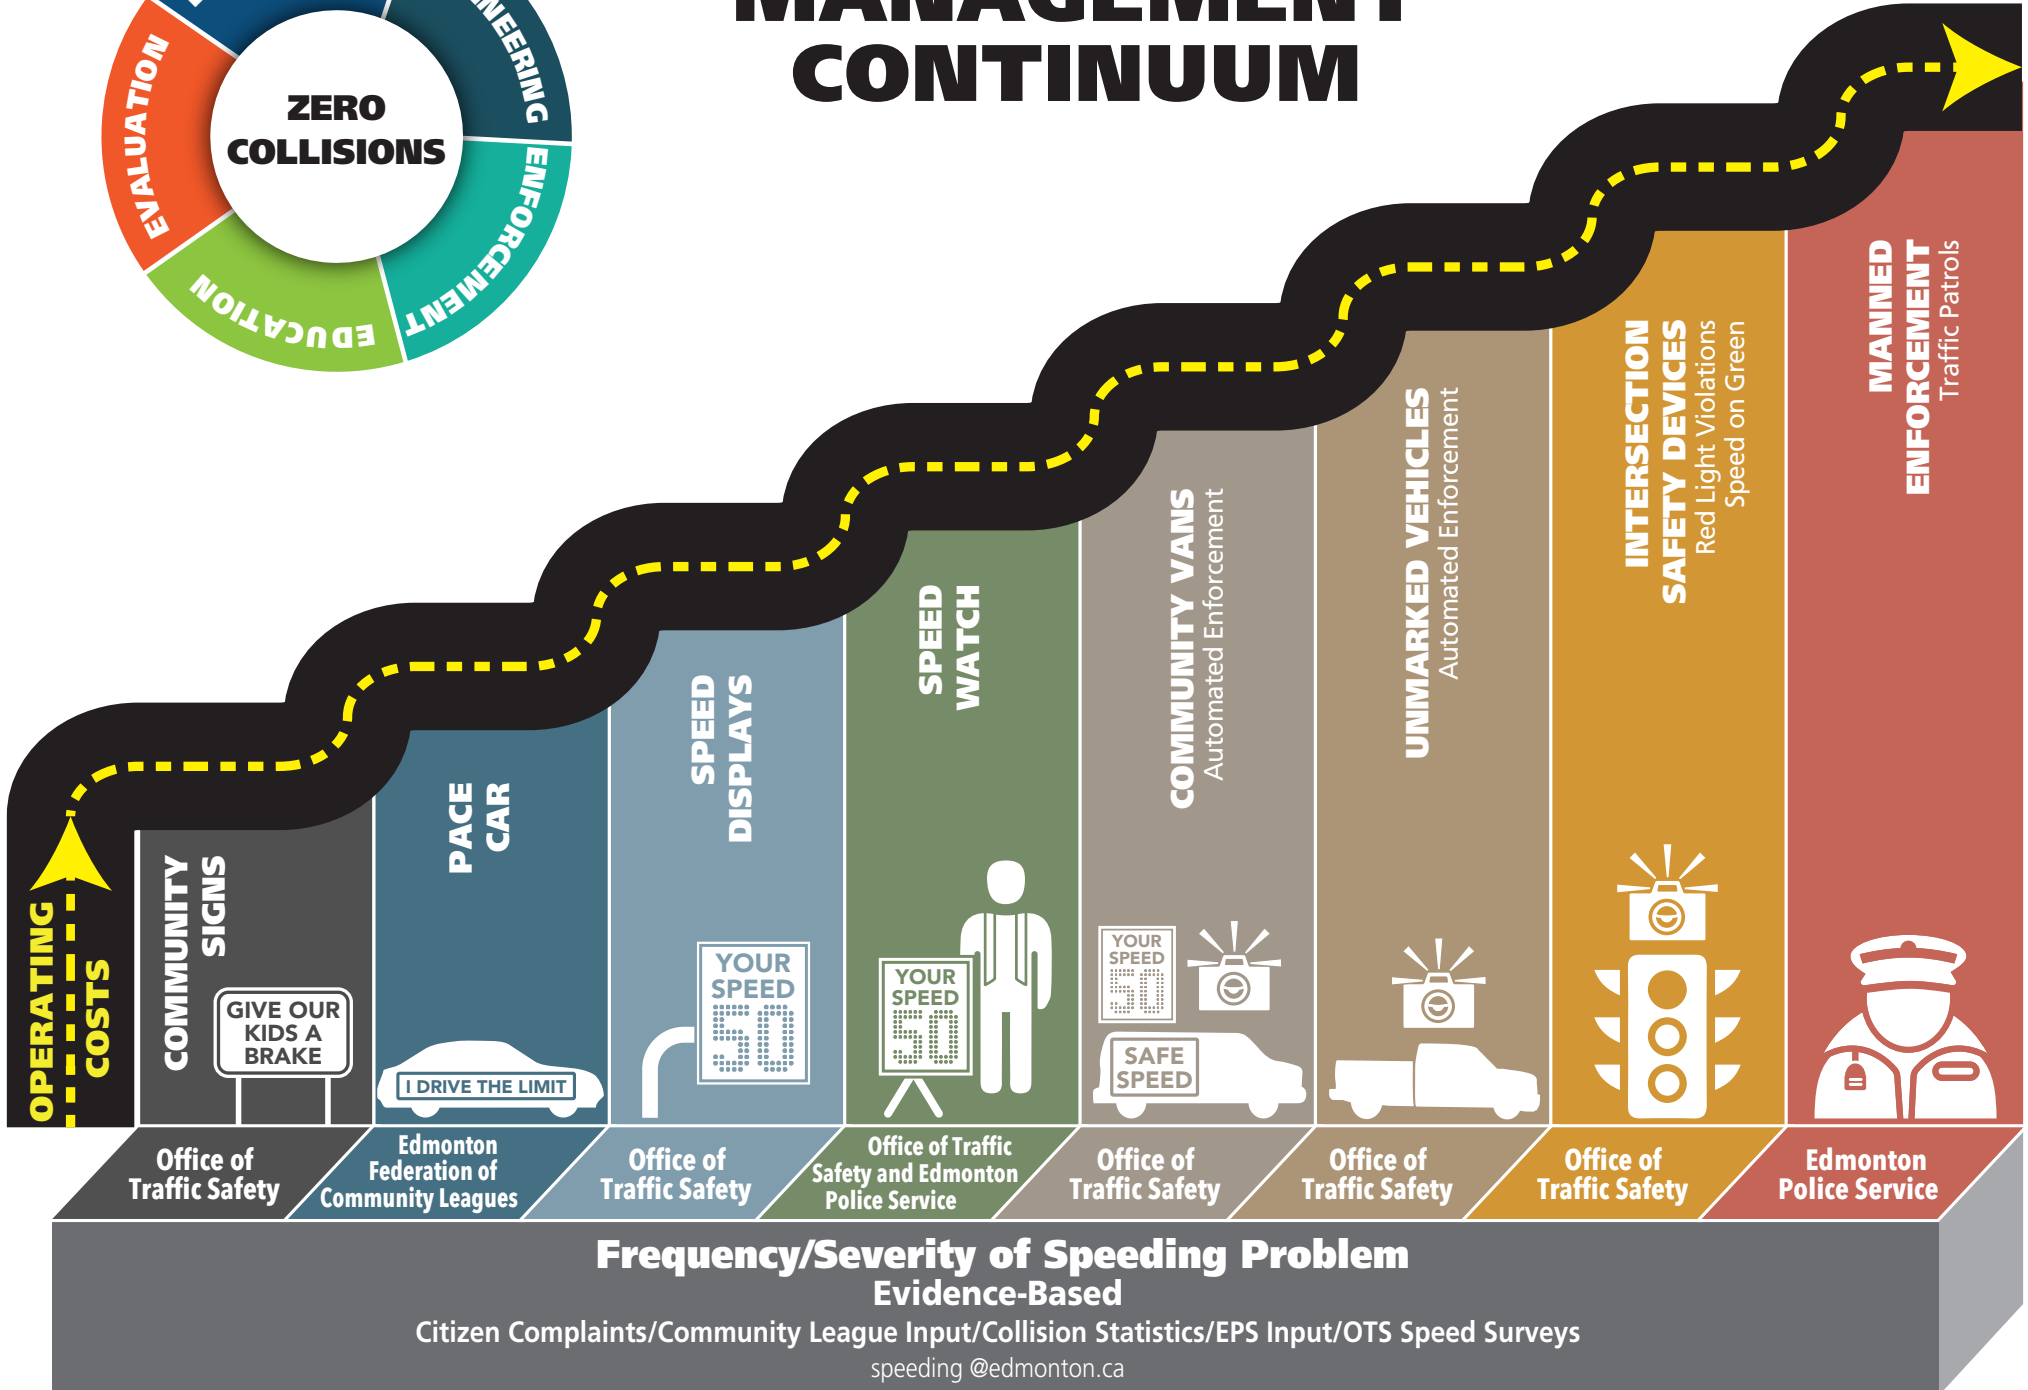 MANAGEMENT
CONTINUUM
EVALUATION
ENFORCEMENT
EDUCATION
ZERO
COLLISIONS
OPERATING
COSTS
COMMUNITY
SIGNS
GIVE OUR
KIDS A
BRAKE
PACE
CAR
I DRIVE THE LIMIT
SPEED
DISPLAYS
YOUR
SPEED
50
SPEED
WATCH
YOUR
SPEED
50
COMMUNITY VANS
Automated Enforcement
YOUR
SPEED
50
SAFE
SPEED
UNMARKED VEHICLES
Automated Enforcement
INTERSECTION
SAFETY DEVICES
Red Light Violations
Speed on Green
MANNED
ENFORCEMENT
Traffic Patrols
Office of
Traffic Safety
Edmonton
Federation of
Community Leagues
Office of
Traffic Safety
Office of Traffic
Safety and Edmonton
Police Service
Office of
Traffic Safety
Office of
Traffic Safety
Office of
Traffic Safety
Edmonton
Police Service
Frequency/Severity of Speeding Problem
Evidence-Based
Citizen Complaints/Community League Input/Collision Statistics/EPS Input/OTS Speed Surveys
speeding @edmonton.ca